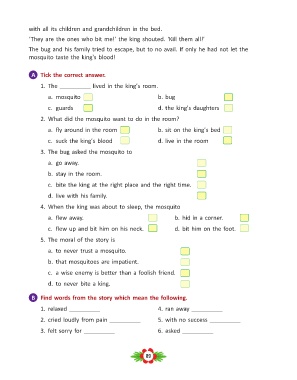 with all its children and grandchildren in the bed.
'They are the ones who bit me!' the king shouted. 'Kill them all!'
The bug and his family tried to escape, but to no avail. If only he had not let the
mosquito taste the king's blood!
A Tick the correct answer.
1. The __________ lived in the king's room.
a. mosquito
b. bug
c. guards
d. the king's daughters
2. What did the mosquito want to do in the room?
a. fly around in the room
b. sit on the king's bed
c. suck the king's blood
d. live in the room
3. The bug asked the mosquito to
a. go away.
b. stay in the room.
c. bite the king at the right place and the right time.
d. live with his family.
4. When the king was about to sleep, the mosquito
a. flew away.
b. hid in a corner.
c. flew up and bit him on his neck.
d. bit him on the foot.
5. The moral of the story is
a. to never trust a mosquito.
b. that mosquitoes are impatient.
c. a wise enemy is better than a foolish friend.
d. to never bite a king.
B Find words from the story which mean the following.
1. relaxed __________
4. ran away __________
2. cried loudly from pain __________
5. with no success __________
3. felt sorry for __________
6. asked __________